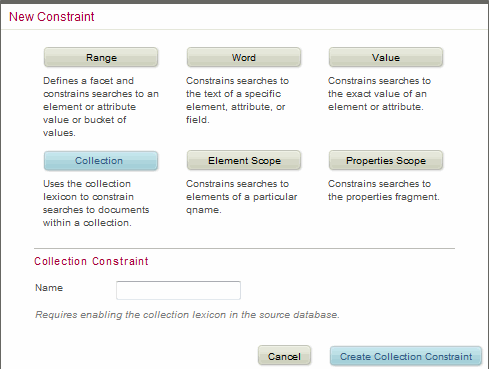 New Constraint
Range
Word
Value
Defines a facet and
constrains searches to an
element or attribute
value or bucket of
values.
Constrains searches to
the text of a specific
element, attribute, or
field.
Constrains searches to
the exact value of an
element or attribute.
Collection
Element Scope
Properties Scope
Uses the collection
lexicon to constrain
searches to documents
within a collection.
Constrains searches to
elements of a particular
qname.
Constrains searches to
the properties fragment.
Collection Constraint
Name
Requires enabling the collection lexicon in the source database.
Cancel
Create Collection Constraint